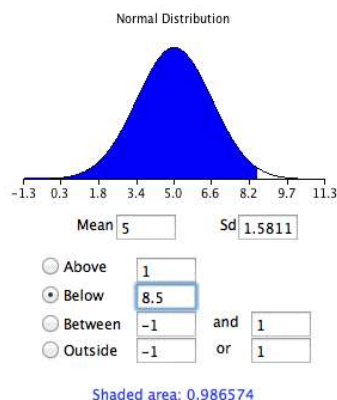 Normal Distribution
-1.3 0.3 1.8 3.4 5.0 6.6 8.2 9.7 11.3
Mean 5 Sd 1.5811
Above 1
Below 8.5
Between -1 and 1
Outside -1 or 1
Shaded area: 0.986574